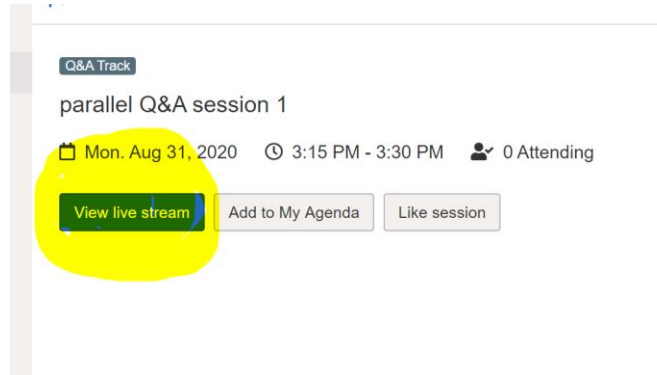 Q&A Track
parallel Q&A session 1
Mon. Aug 31, 2020 3:15 PM - 3:30 PM 0 Attending
View live stream Add to My Agenda Like session